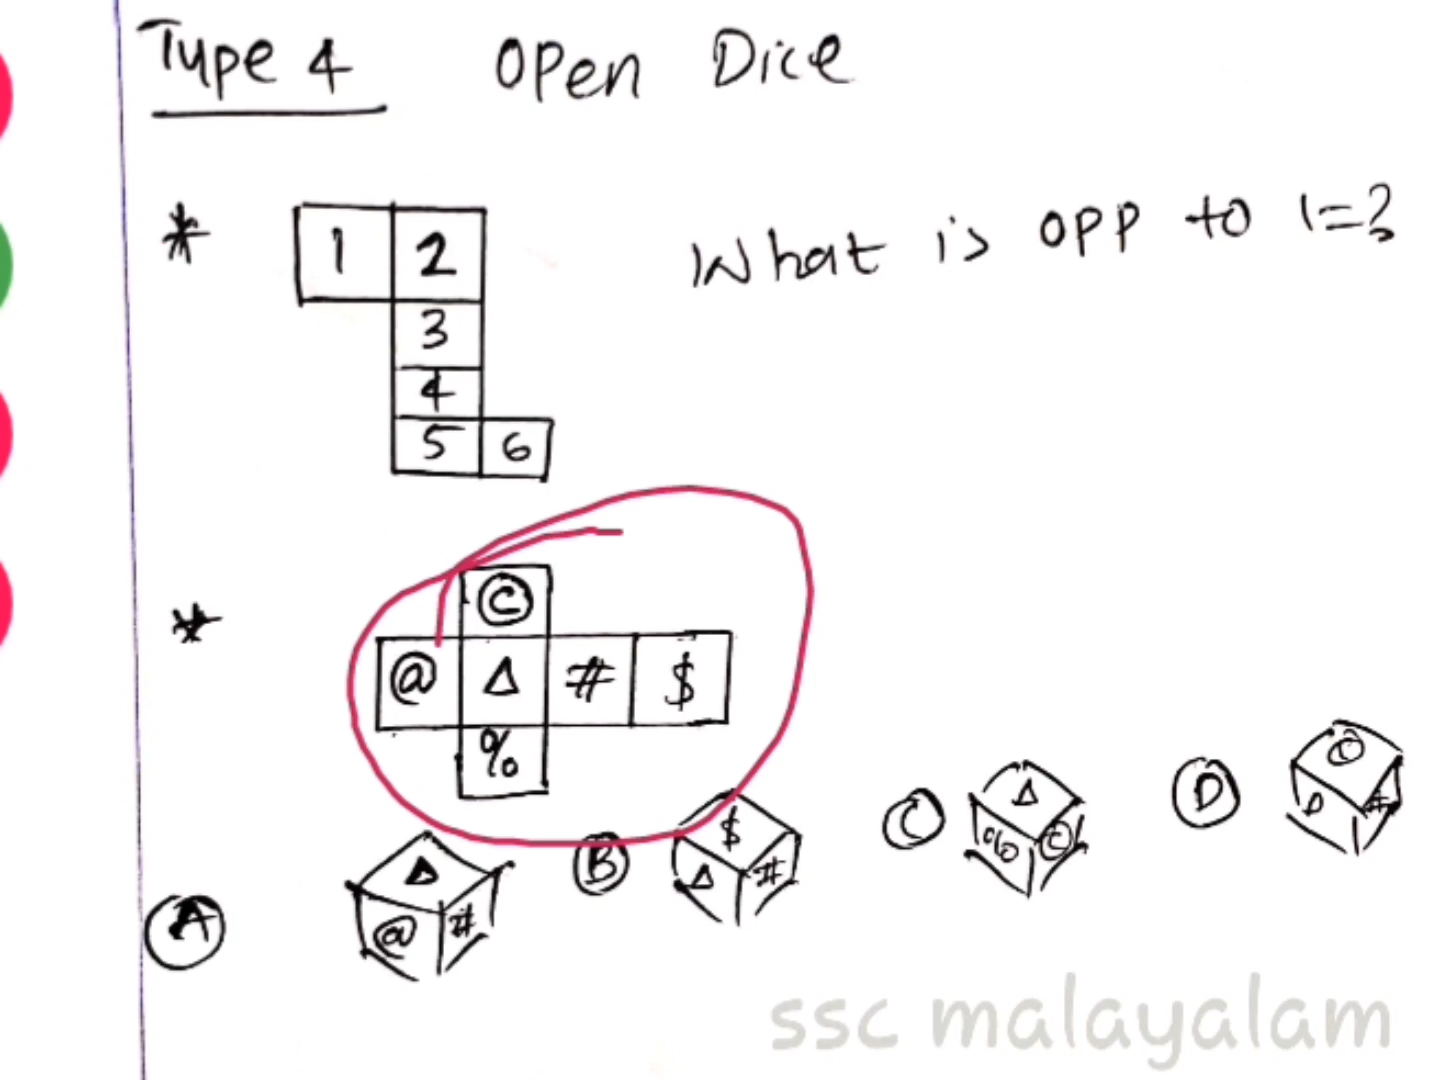 Type 4 Open Dice
* 1 2 What is opp to 1=?
3
4
5 6
©
* @ Δ # $
%
A Δ @ #
B $ Δ #
C Δ % ©
D © D #
ssc malayalam